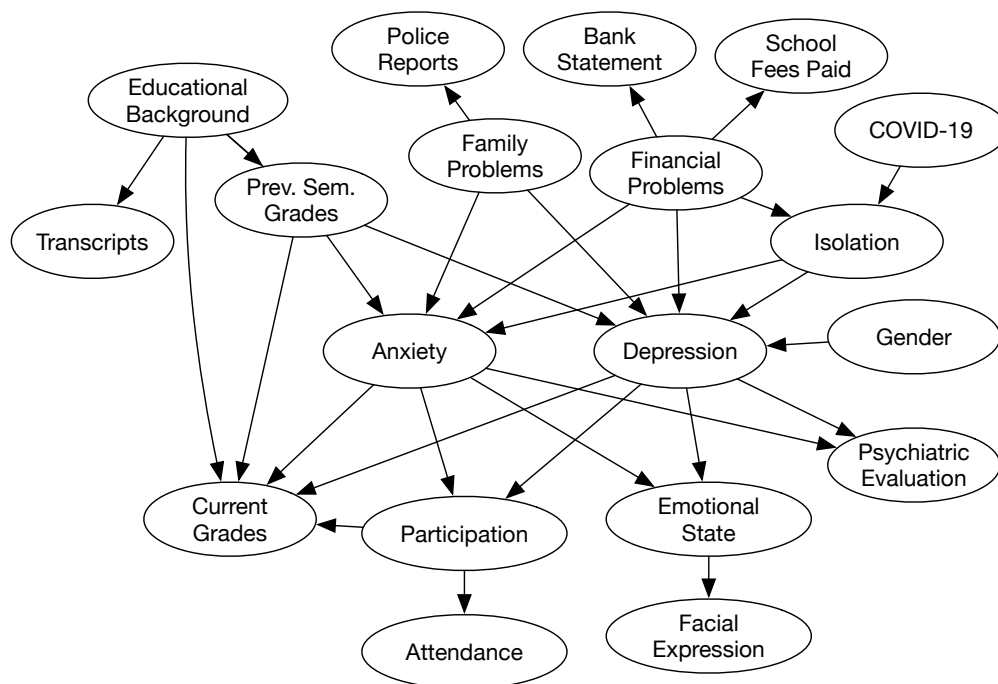 Police
Reports
Bank
Statement
School
Fees Paid
Educational
Background
COVID-19
Family
Problems
Financial
Problems
Prev. Sem.
Grades
Transcripts
Isolation
Anxiety
Depression
Gender
Psychiatric
Evaluation
Current
Grades
Participation
Emotional
State
Attendance
Facial
Expression